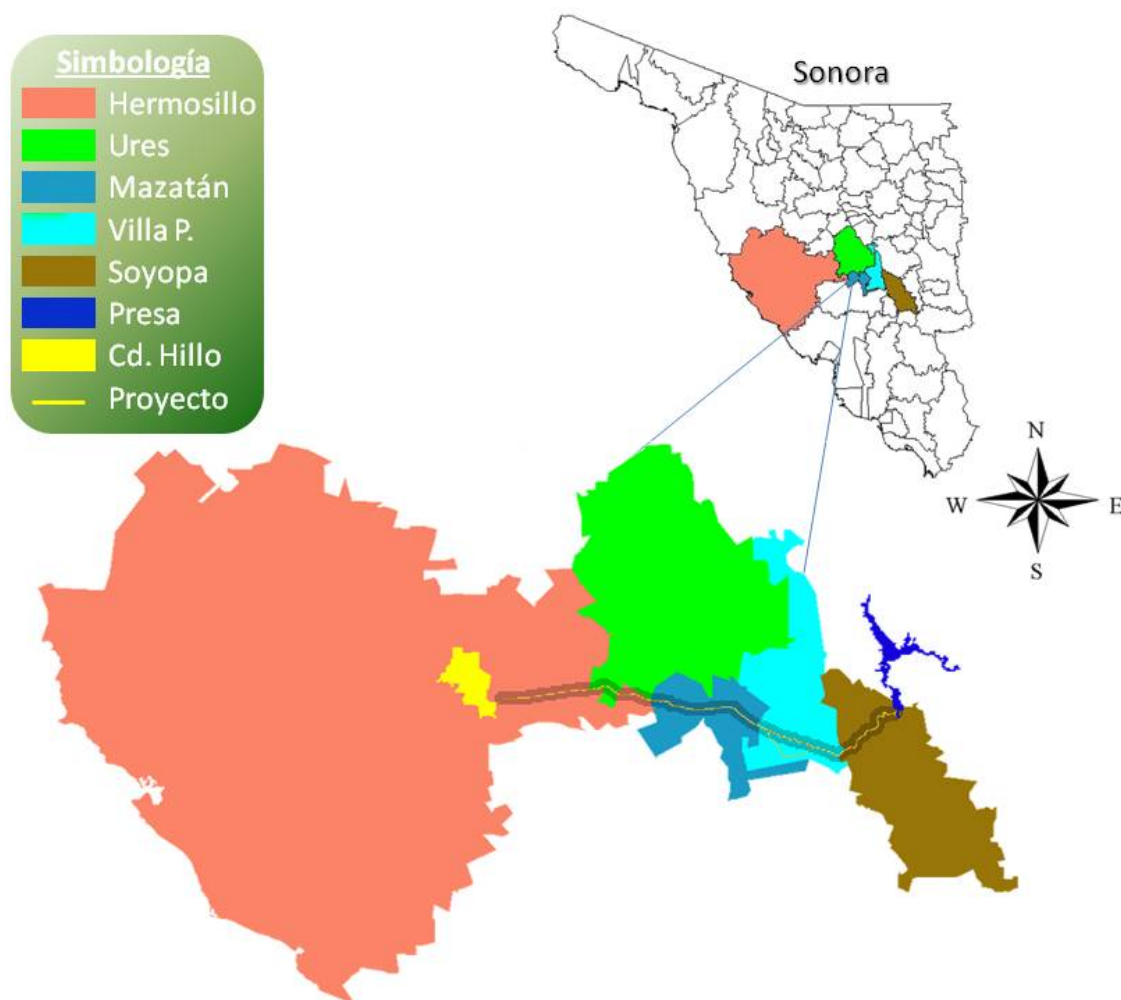 Simbología
Hermosillo
Ures
Mazatán
Villa P.
Soyopa
Presa
Cd. Hillo
Proyecto
Sonora
N
W
E
S